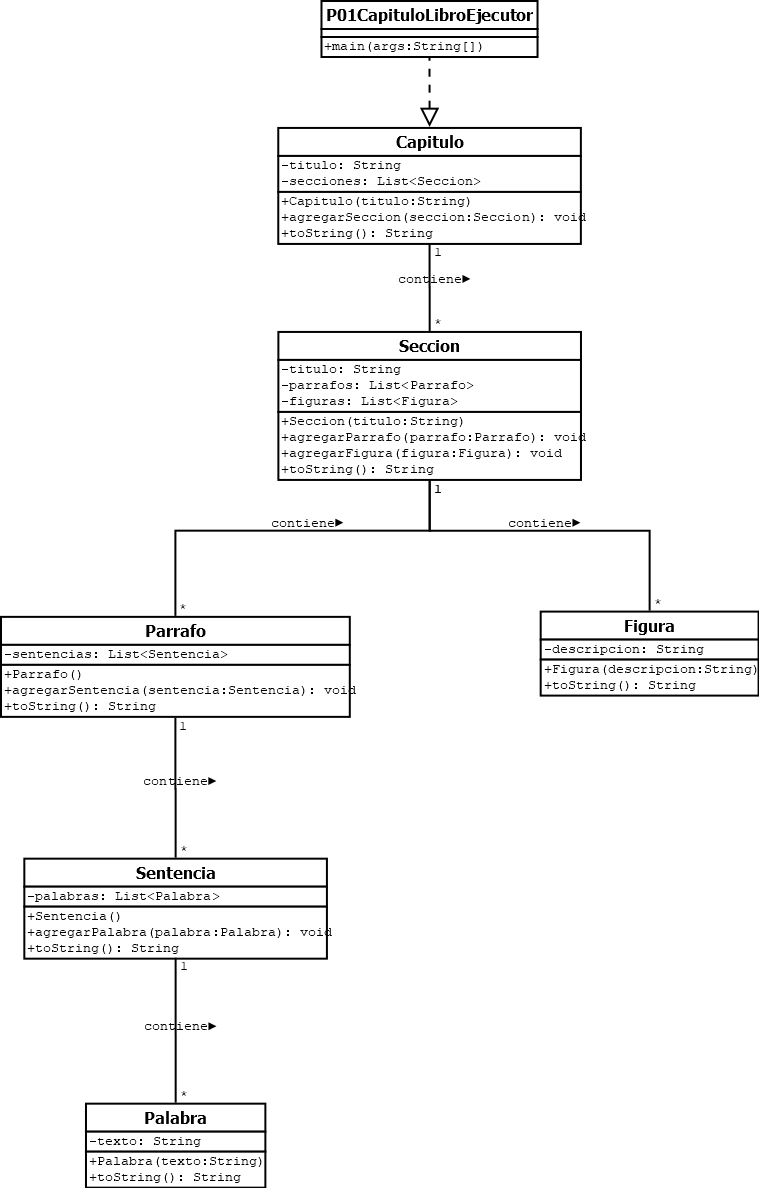 P01CapituloLibroEjecutor
+main(args:String[])
Capitulo
-titulo: String
-secciones: List<Seccion>
+Capitulo(titulo:String)
+agregarSeccion(seccion:Seccion): void
+toString(): String
1
contiene►
*
Seccion
-titulo: String
-parrafos: List<Parrafo>
-figuras: List<Figura>
+Seccion(titulo:String)
+agregarParrafo(parrafo:Parrafo): void
+agregarFigura(figura:Figura): void
+toString(): String
1
contiene► contiene►
* *
Parrafo
-sentencias: List<Sentencia>
+Parrafo()
+agregarSentencia(sentencia:Sentencia): void
+toString(): String
Figura
-descripcion: String
+Figura(descripcion:String)
+toString(): String
1
contiene►
*
Sentencia
-palabras: List<Palabra>
+Sentencia()
+agregarPalabra(palabra:Palabra): void
+toString(): String
1
contiene►
*
Palabra
-texto: String
+Palabra(texto:String)
+toString(): String